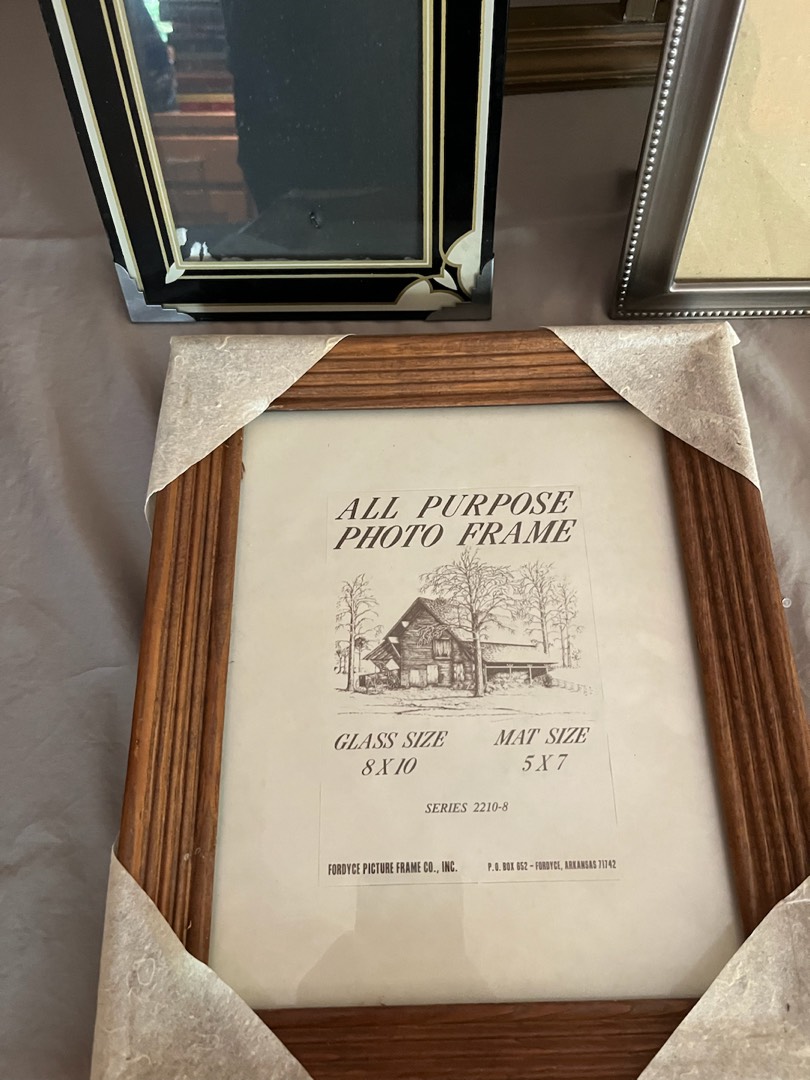 ALL PURPOSE
PHOTO FRAME
GLASS SIZE MAT SIZE
8 X 10 5 X 7
SERIES 2210-8
FORDYCE PICTURE FRAME CO., INC. P. O. BOX 652 – FORDYCE, ARKANSAS 71742